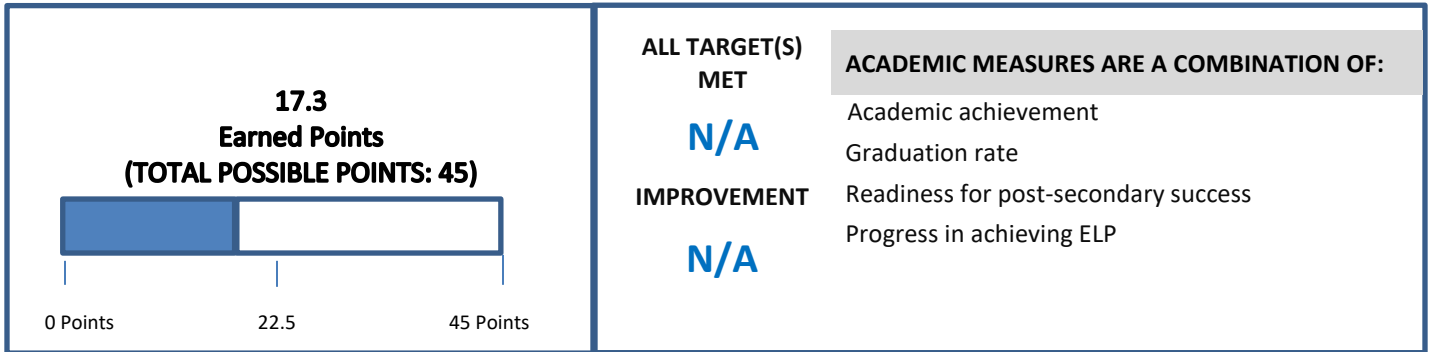 17.3
Earned Points
(TOTAL POSSIBLE POINTS: 45)
0 Points
22.5
45 Points
ALL TARGET(S)
MET
N/A
IMPROVEMENT
N/A
ACADEMIC MEASURES ARE A COMBINATION OF:
Academic achievement
Graduation rate
Readiness for post-secondary success
Progress in achieving ELP